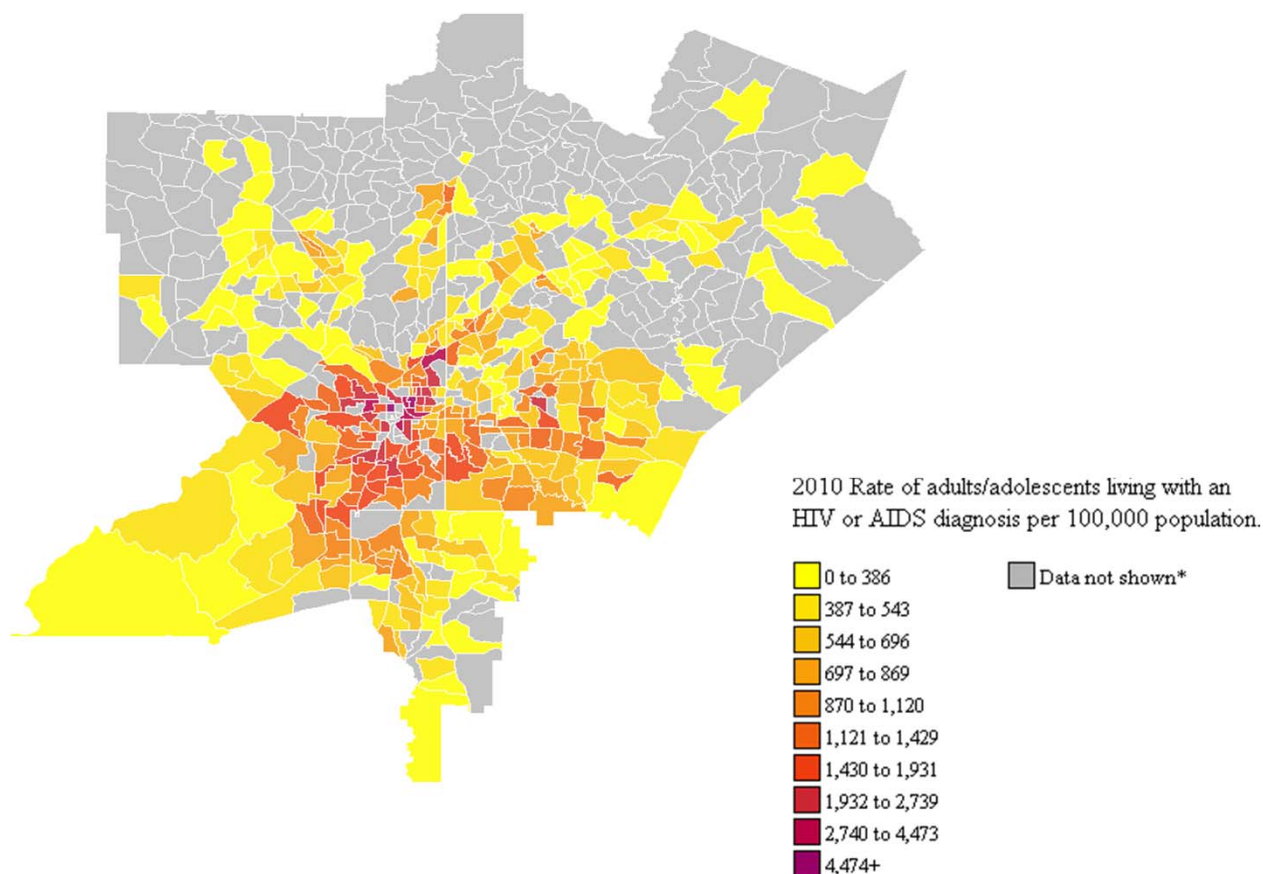 2010 Rate of adults/adolescents living with an
HIV or AIDS diagnosis per 100,000 population.
0 to 386
387 to 543
544 to 696
697 to 869
870 to 1,120
1,121 to 1,429
1,430 to 1,931
1,932 to 2,739
2,740 to 4,473
4,474+
Data not shown*